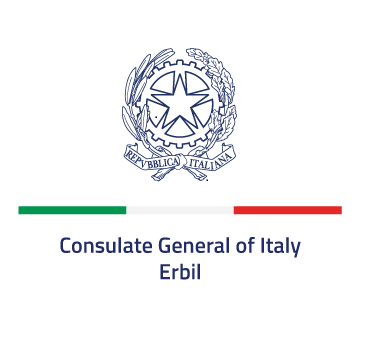 REPVBBLICA ITALIANA
Consulate General of Italy
Erbil